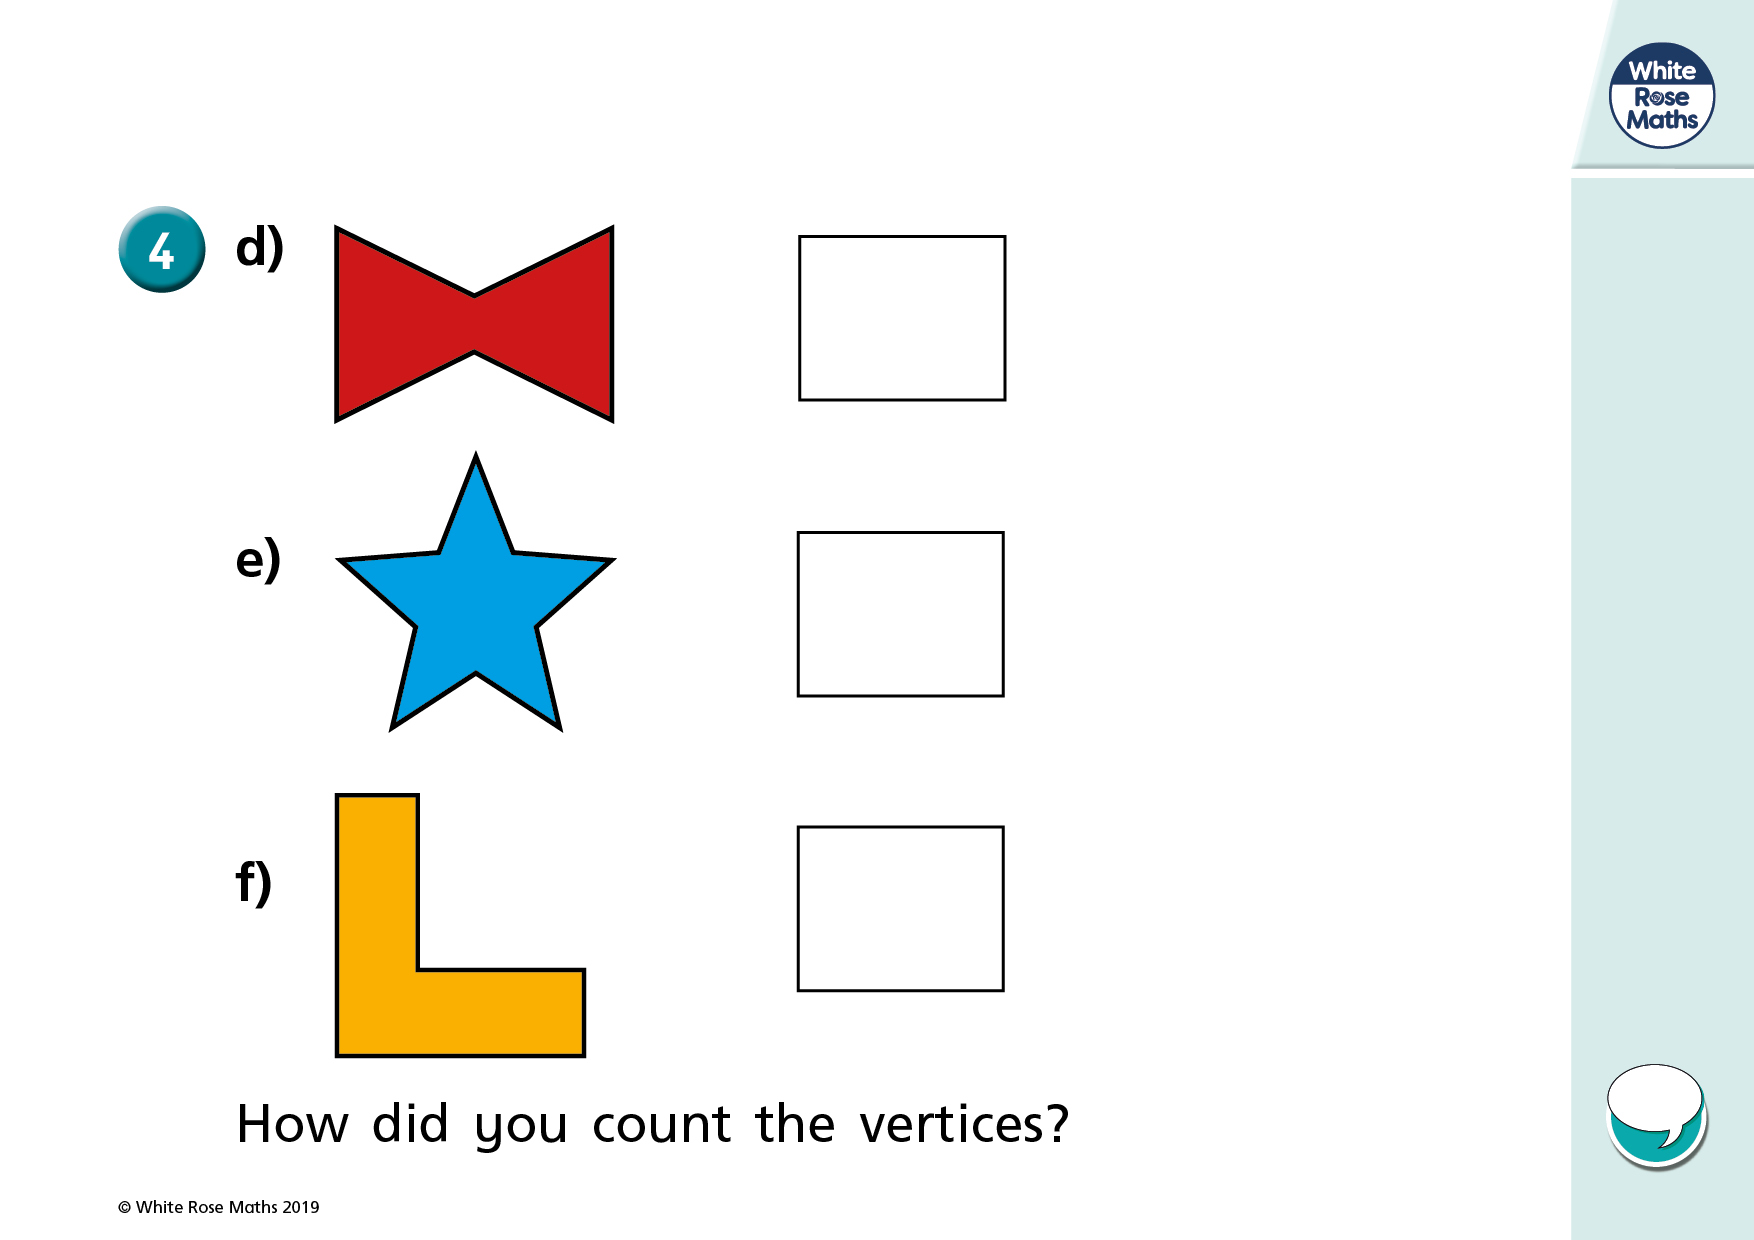 White
Rose
Maths
4
d)
e)
f)
How did you count the vertices?
© White Rose Maths 2019